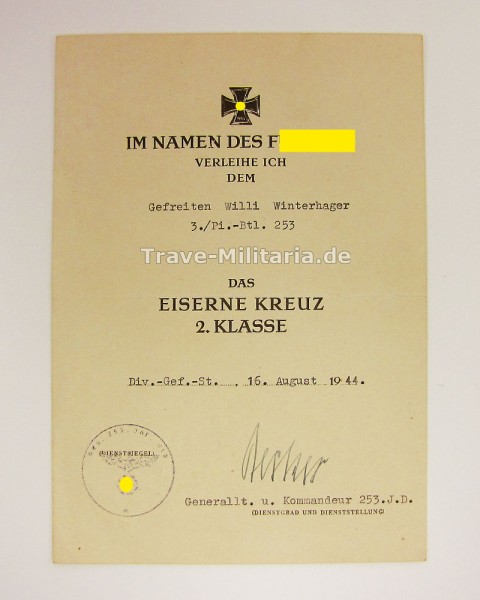 IM NAMEN DES F
VERLEIHE ICH
DEM
Gefreiten Willi Winterhager
3./Pi.-Btl. 253
Trave-Militaria.de
DAS
EISERNE KREUZ
2. KLASSE
Div.-Gef.-St. , 16. August 1944.
(DIENSTSIEGEL)
Generallt. u. Kommandeur 253.J.D.
(DIENSTGRAD UND DIENSTSTELLUNG)